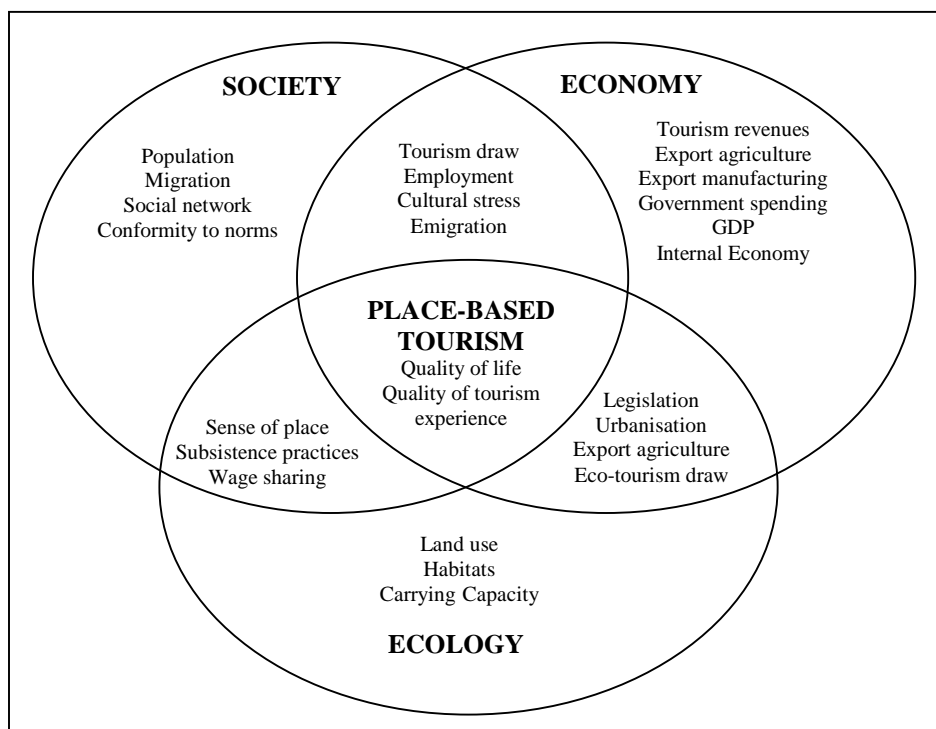 SOCIETY
Population
Migration
Social network
Conformity to norms
Tourism draw
Employment
Cultural stress
Emigration
ECONOMY
Tourism revenues
Export agriculture
Export manufacturing
Government spending
GDP
Internal Economy
PLACE-BASED
TOURISM
Quality of life
Quality of tourism
experience
Sense of place
Subsistence practices
Wage sharing
Legislation
Urbanisation
Export agriculture
Eco-tourism draw
Land use
Habitats
Carrying Capacity
ECOLOGY